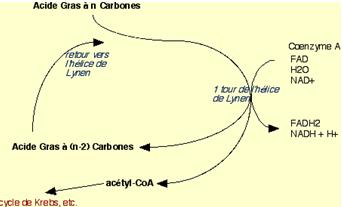 Acide Gras à n Carbones
retour vers
l'hélice de
Lynen
1 tour de l'hélice
de Lynen
Coenzyme A
FAD
H2O
NAD+
FADH2
NADH + H+
Acide Gras à (n-2) Carbones
acétyl-CoA
cycle de Krebs, etc.